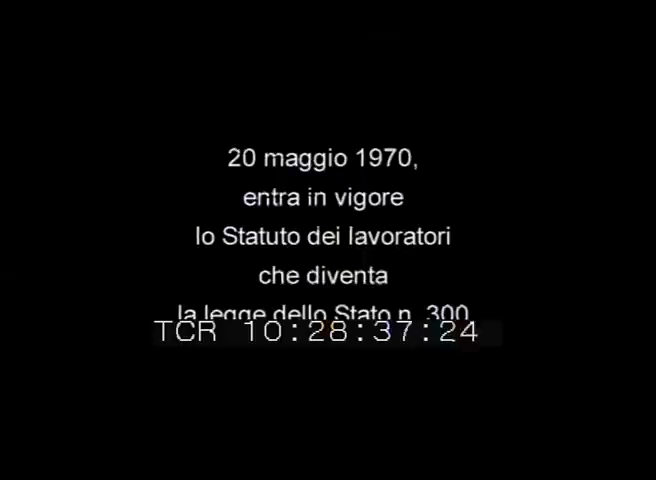 20 maggio 1970,
entra in vigore
lo Statuto dei lavoratori
che diventa
la legge dello Stato n. 300
TCR 10:28:37:24